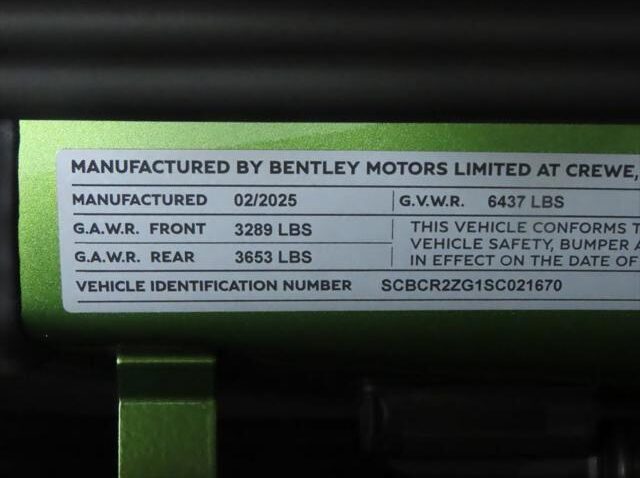 MANUFACTURED BY BENTLEY MOTORS LIMITED AT CREWE,
MANUFACTURED 02/2025 G.V.W.R. 6437 LBS
G.A.W.R. FRONT 3289 LBS
G.A.W.R. REAR 3653 LBS
THIS VEHICLE CONFORMS T
VEHICLE SAFETY, BUMPER A
IN EFFECT ON THE DATE OF
VEHICLE IDENTIFICATION NUMBER SCBCR2ZG1SC021670